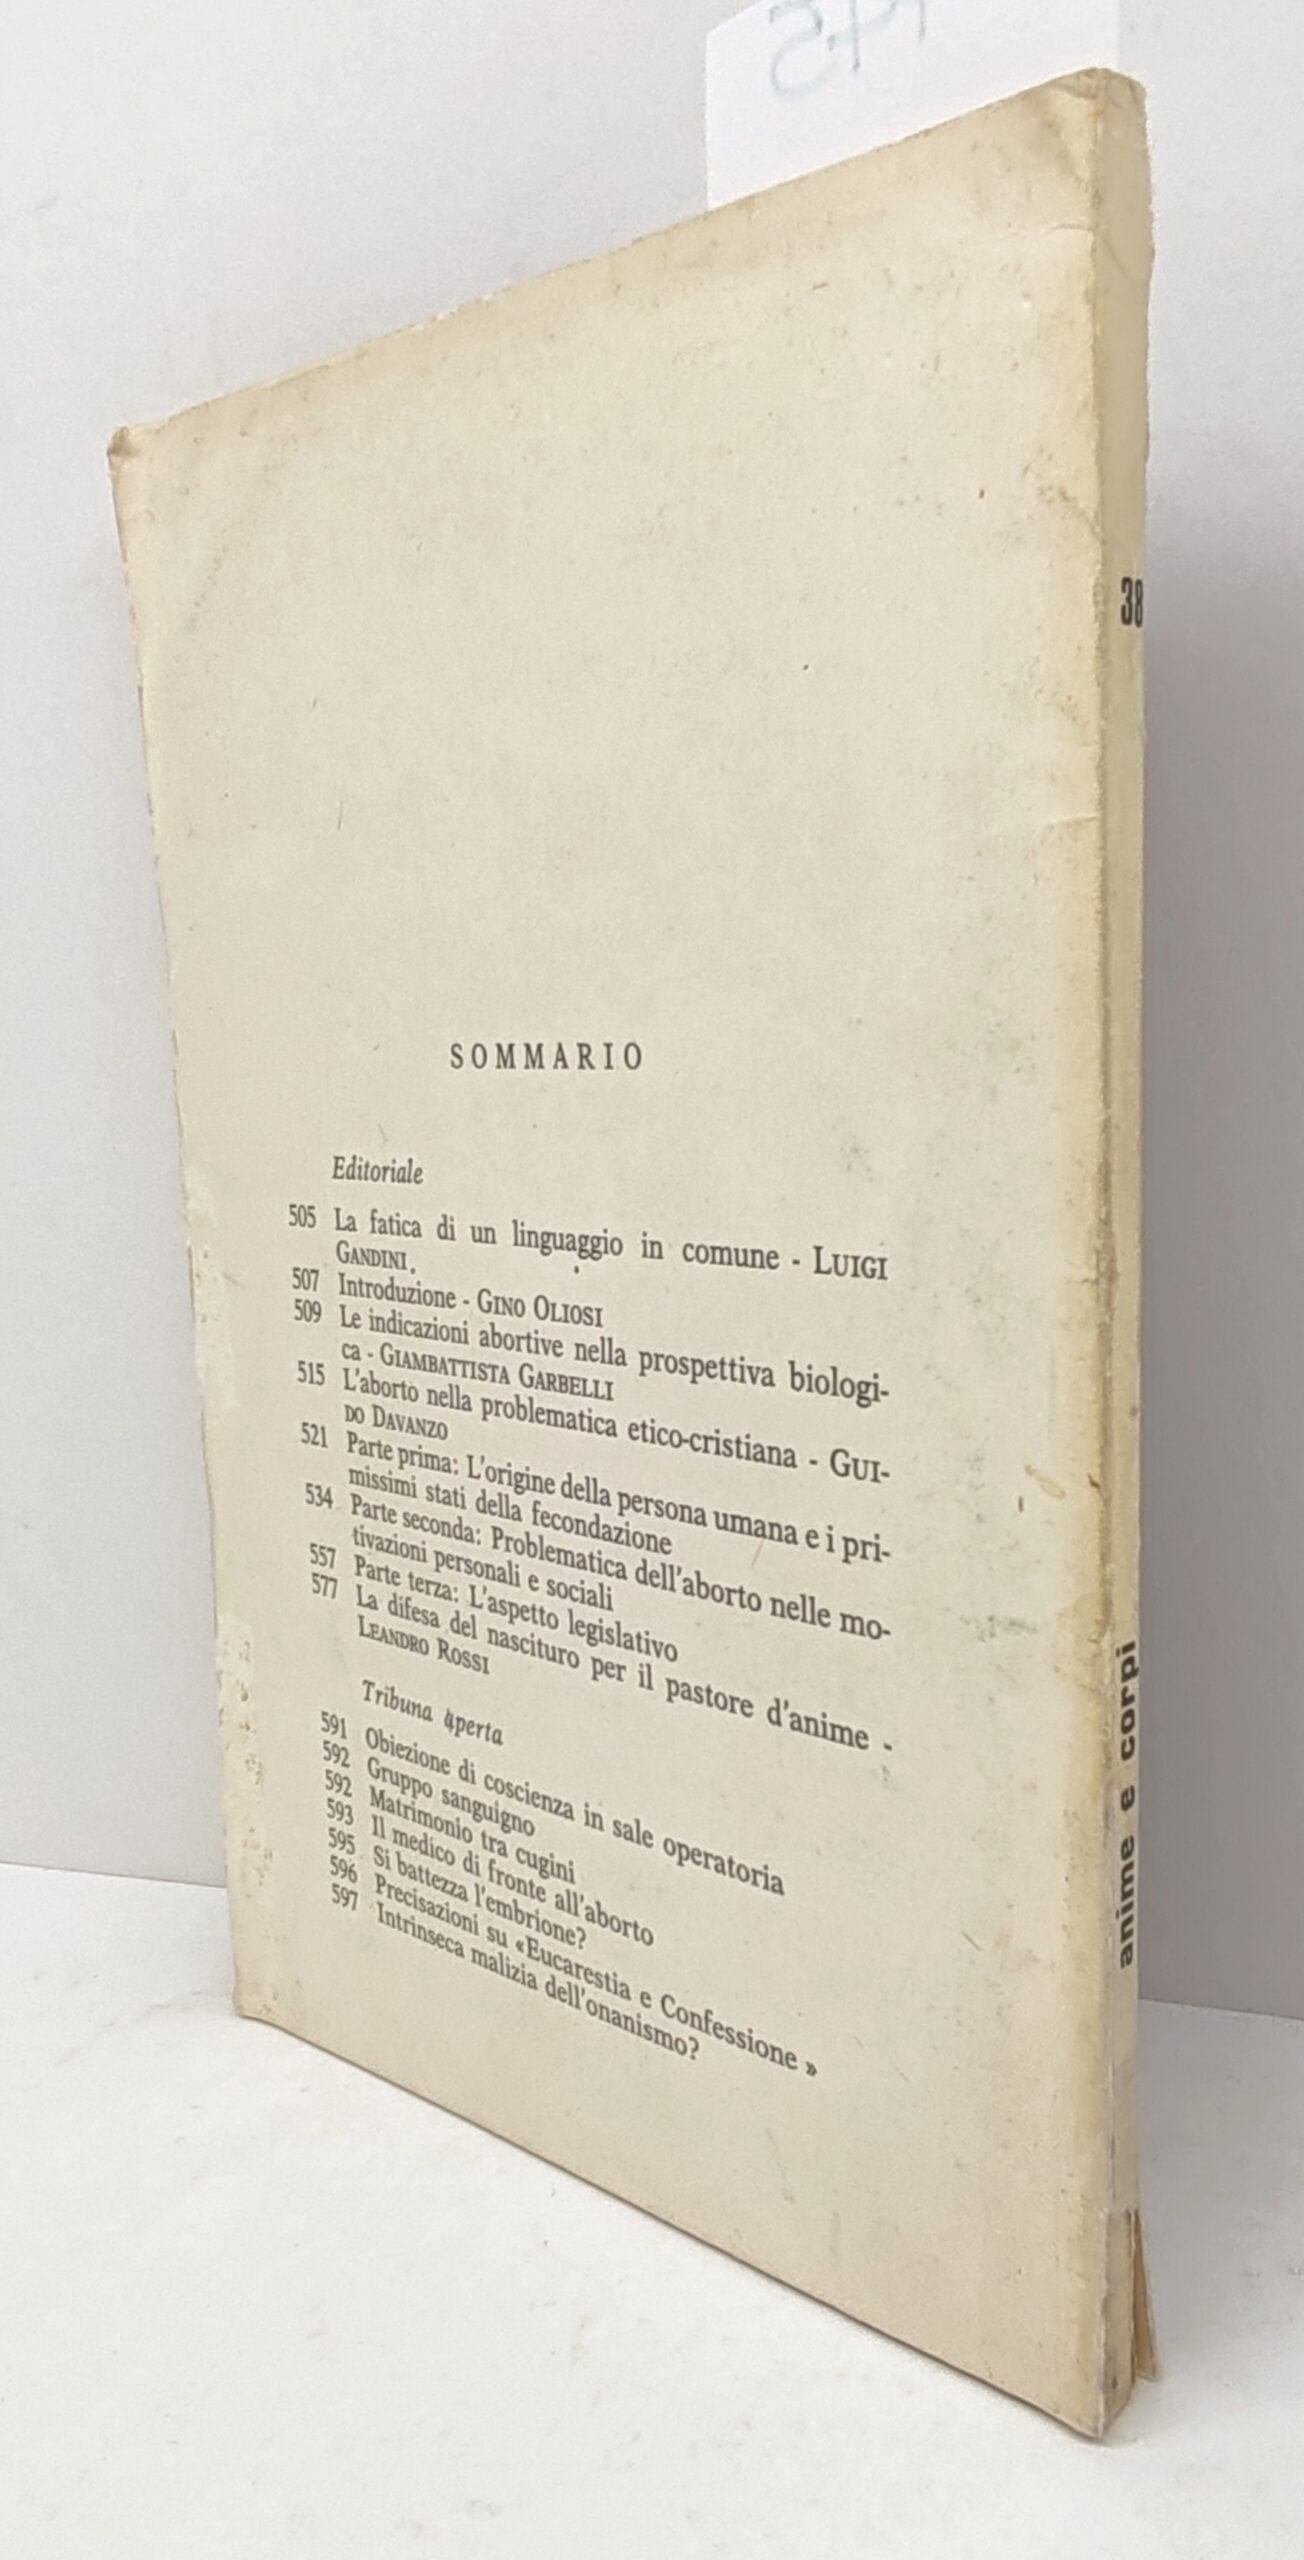 SOMMARIO
Editoriale
505 La fatica di un linguaggio in comune - LUIGI
GANDINI.
507 Introduzione - GINO OLIOSI
509 Le indicazioni abortive nella prospettiva biologi-
ca - GIAMBATTISTA GARBELLI
515 L'aborto nella problematica etico-cristiana - GUI-
DO DAVANZO
521 Parte prima: L'origine della persona umana e i pri-
missimi stati della fecondazione
534 Parte seconda: Problematica dell'aborto nelle mo-
tivazioni personali e sociali
557 Parte terza: L'aspetto legislativo
577 La difesa del nascituro per il pastore d'anime -
LEANDRO ROSSI
Tribuna aperta
591 Obiezione di coscienza in sale operatoria
592 Gruppo sanguigno
592 Matrimonio tra cugini
593 Il medico di fronte all'aborto
595 Si battezza l'embrione?
596 Precisazioni su «Eucarestia e Confessione»
597 Intrinseca malizia dell'onanismo?
38
anime e corpi